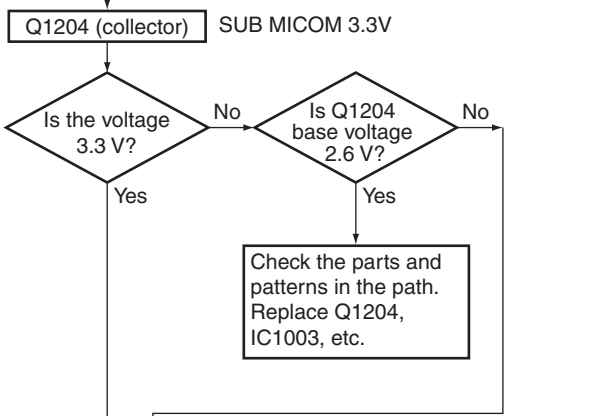 Q1204 (collector) SUB MICOM 3.3V
Is the voltage
3.3 V?
No
Is Q1204
base voltage
2.6 V?
No
Yes
Yes
Check the parts and
patterns in the path.
Replace Q1204,
IC1003, etc.